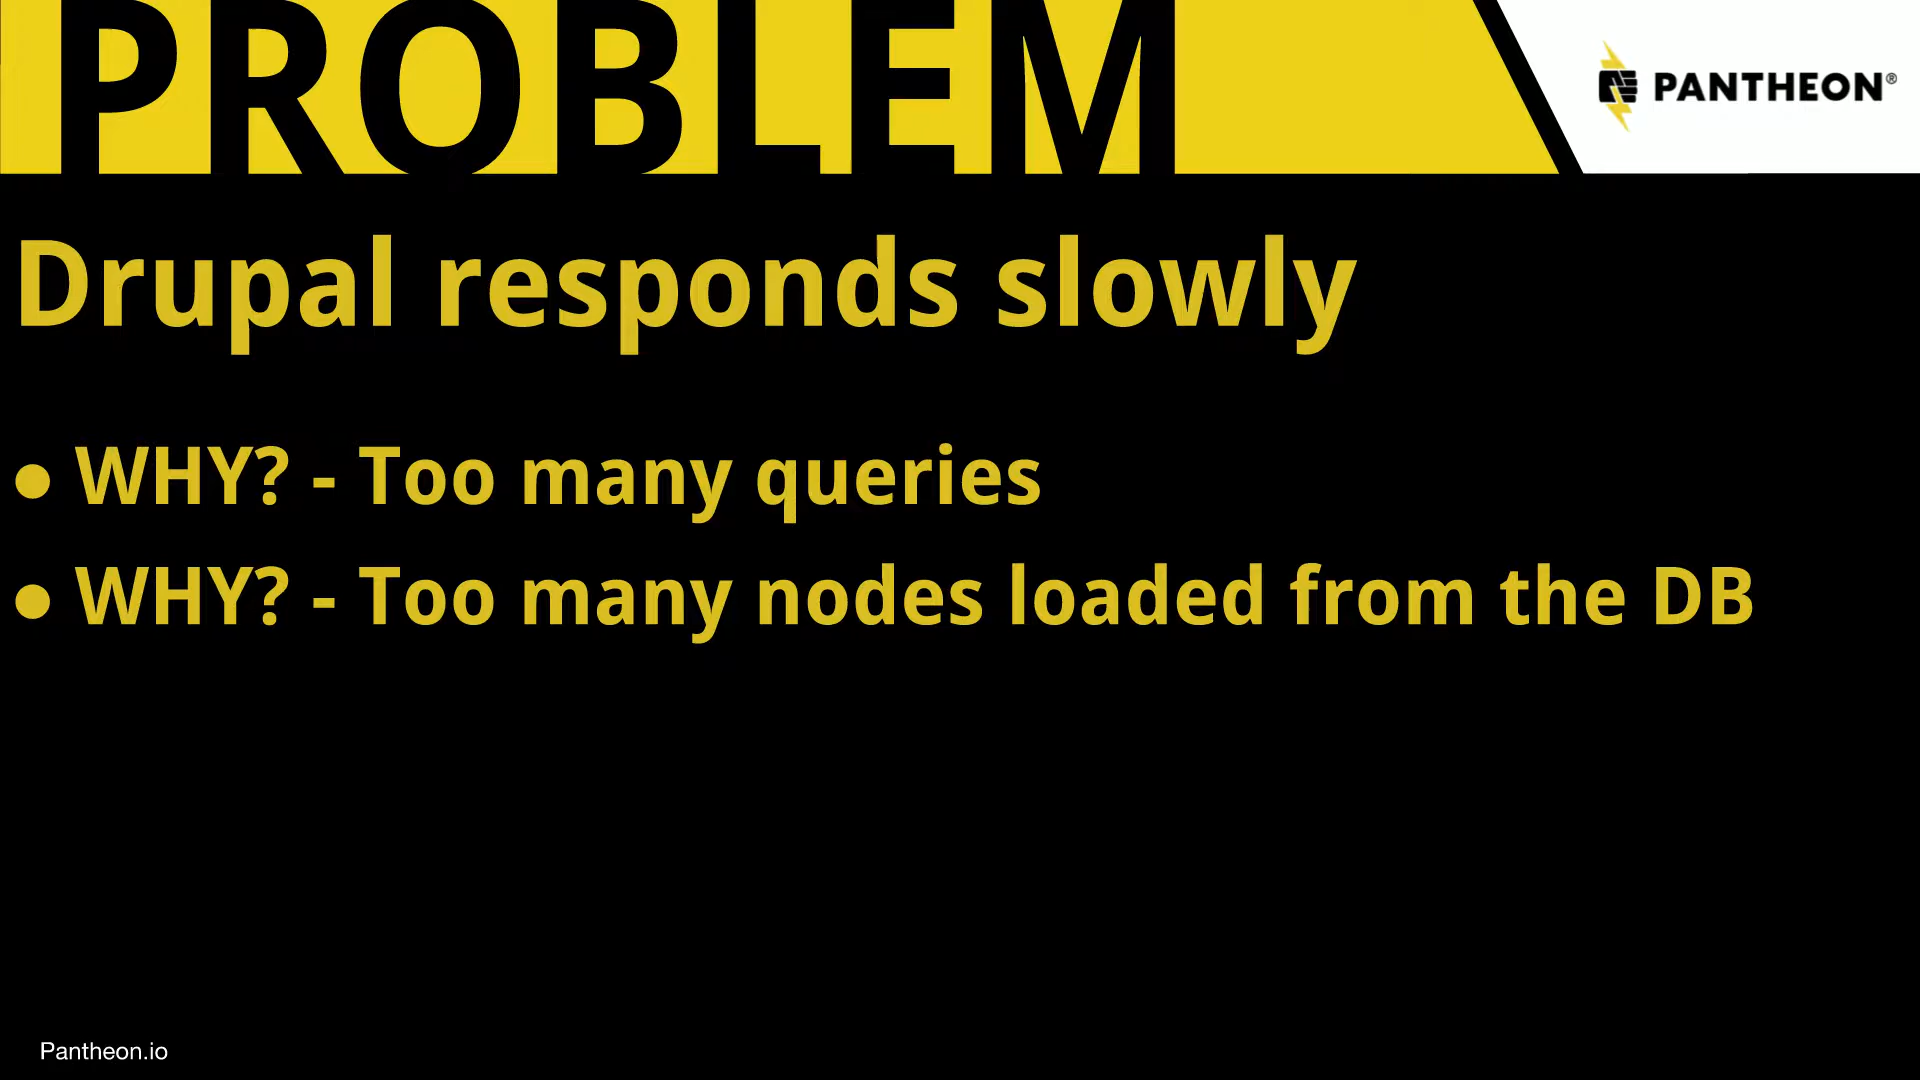 PROBLEM
PANTHEON®
Drupal responds slowly
● WHY? - Too many queries
● WHY? - Too many nodes loaded from the DB
Pantheon.io